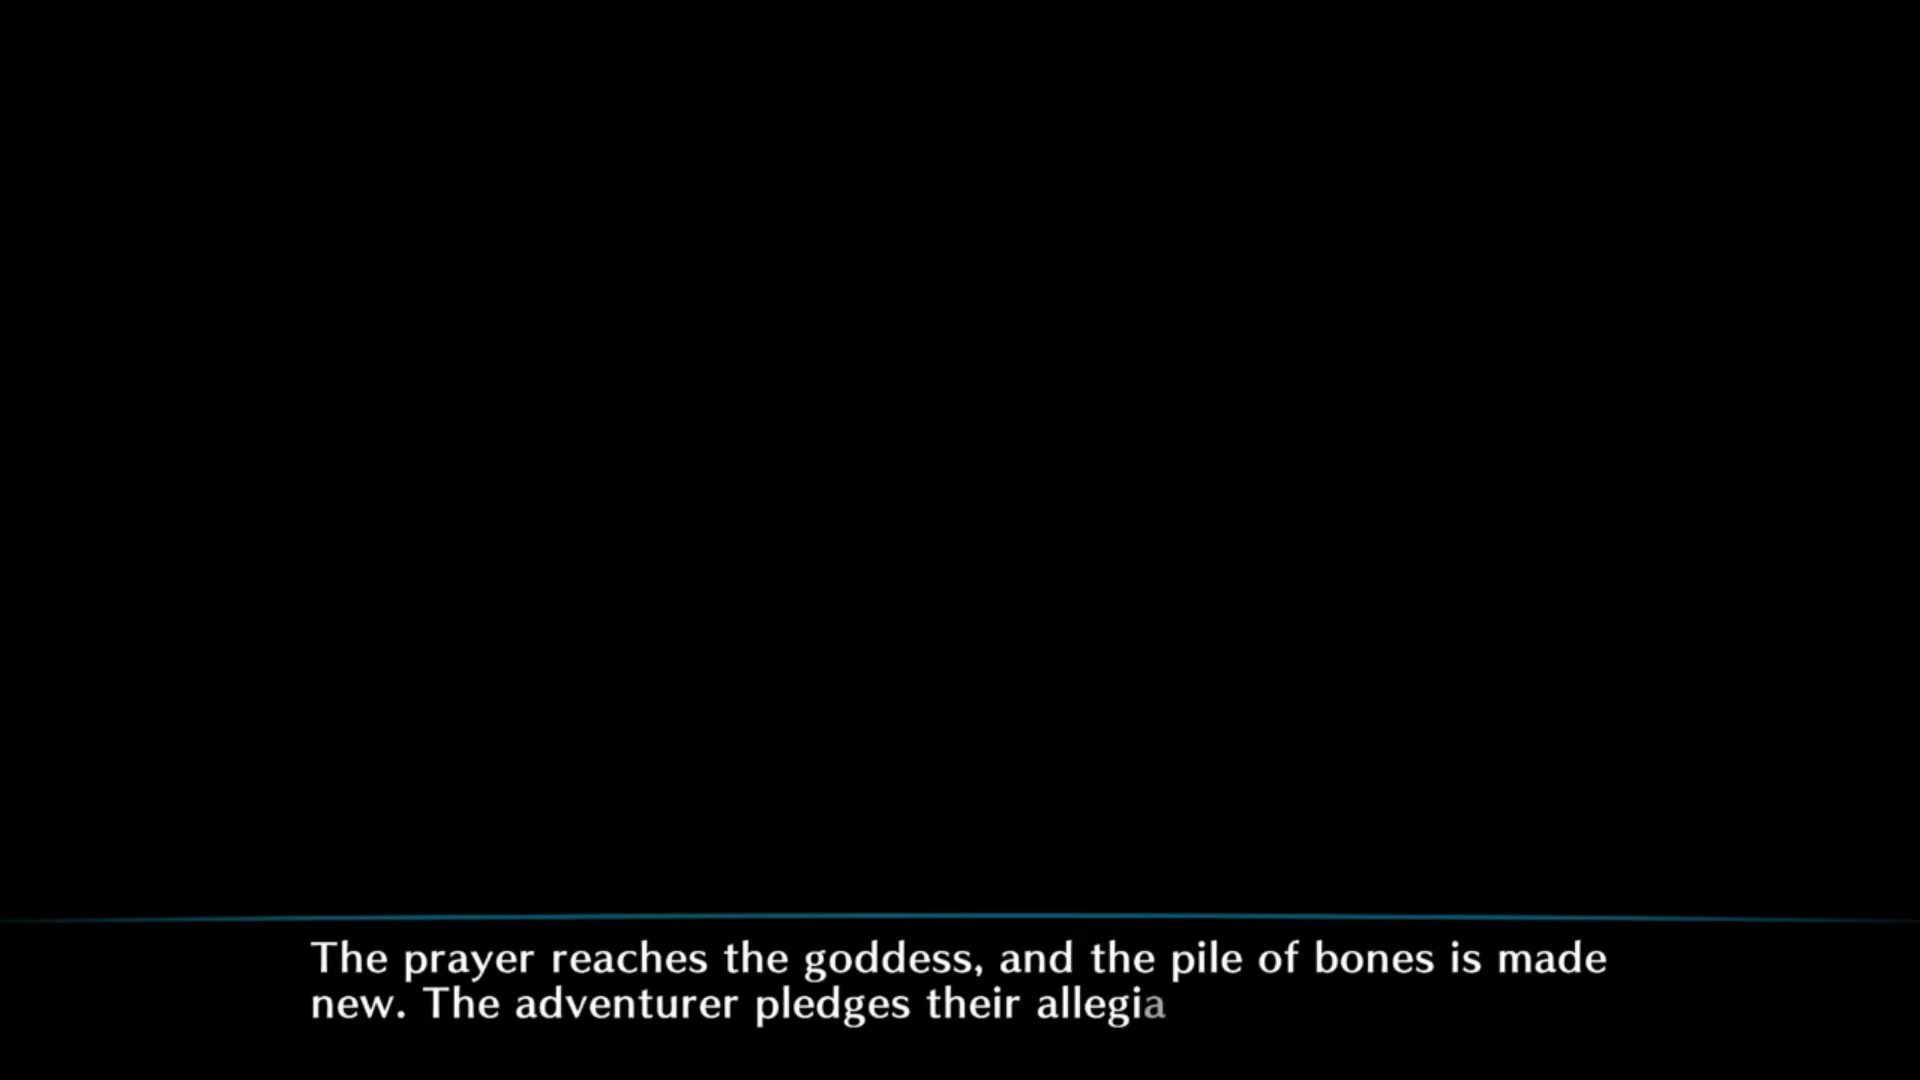 The prayer reaches the goddess, and the pile of bones is made
new. The adventurer pledges their allegia